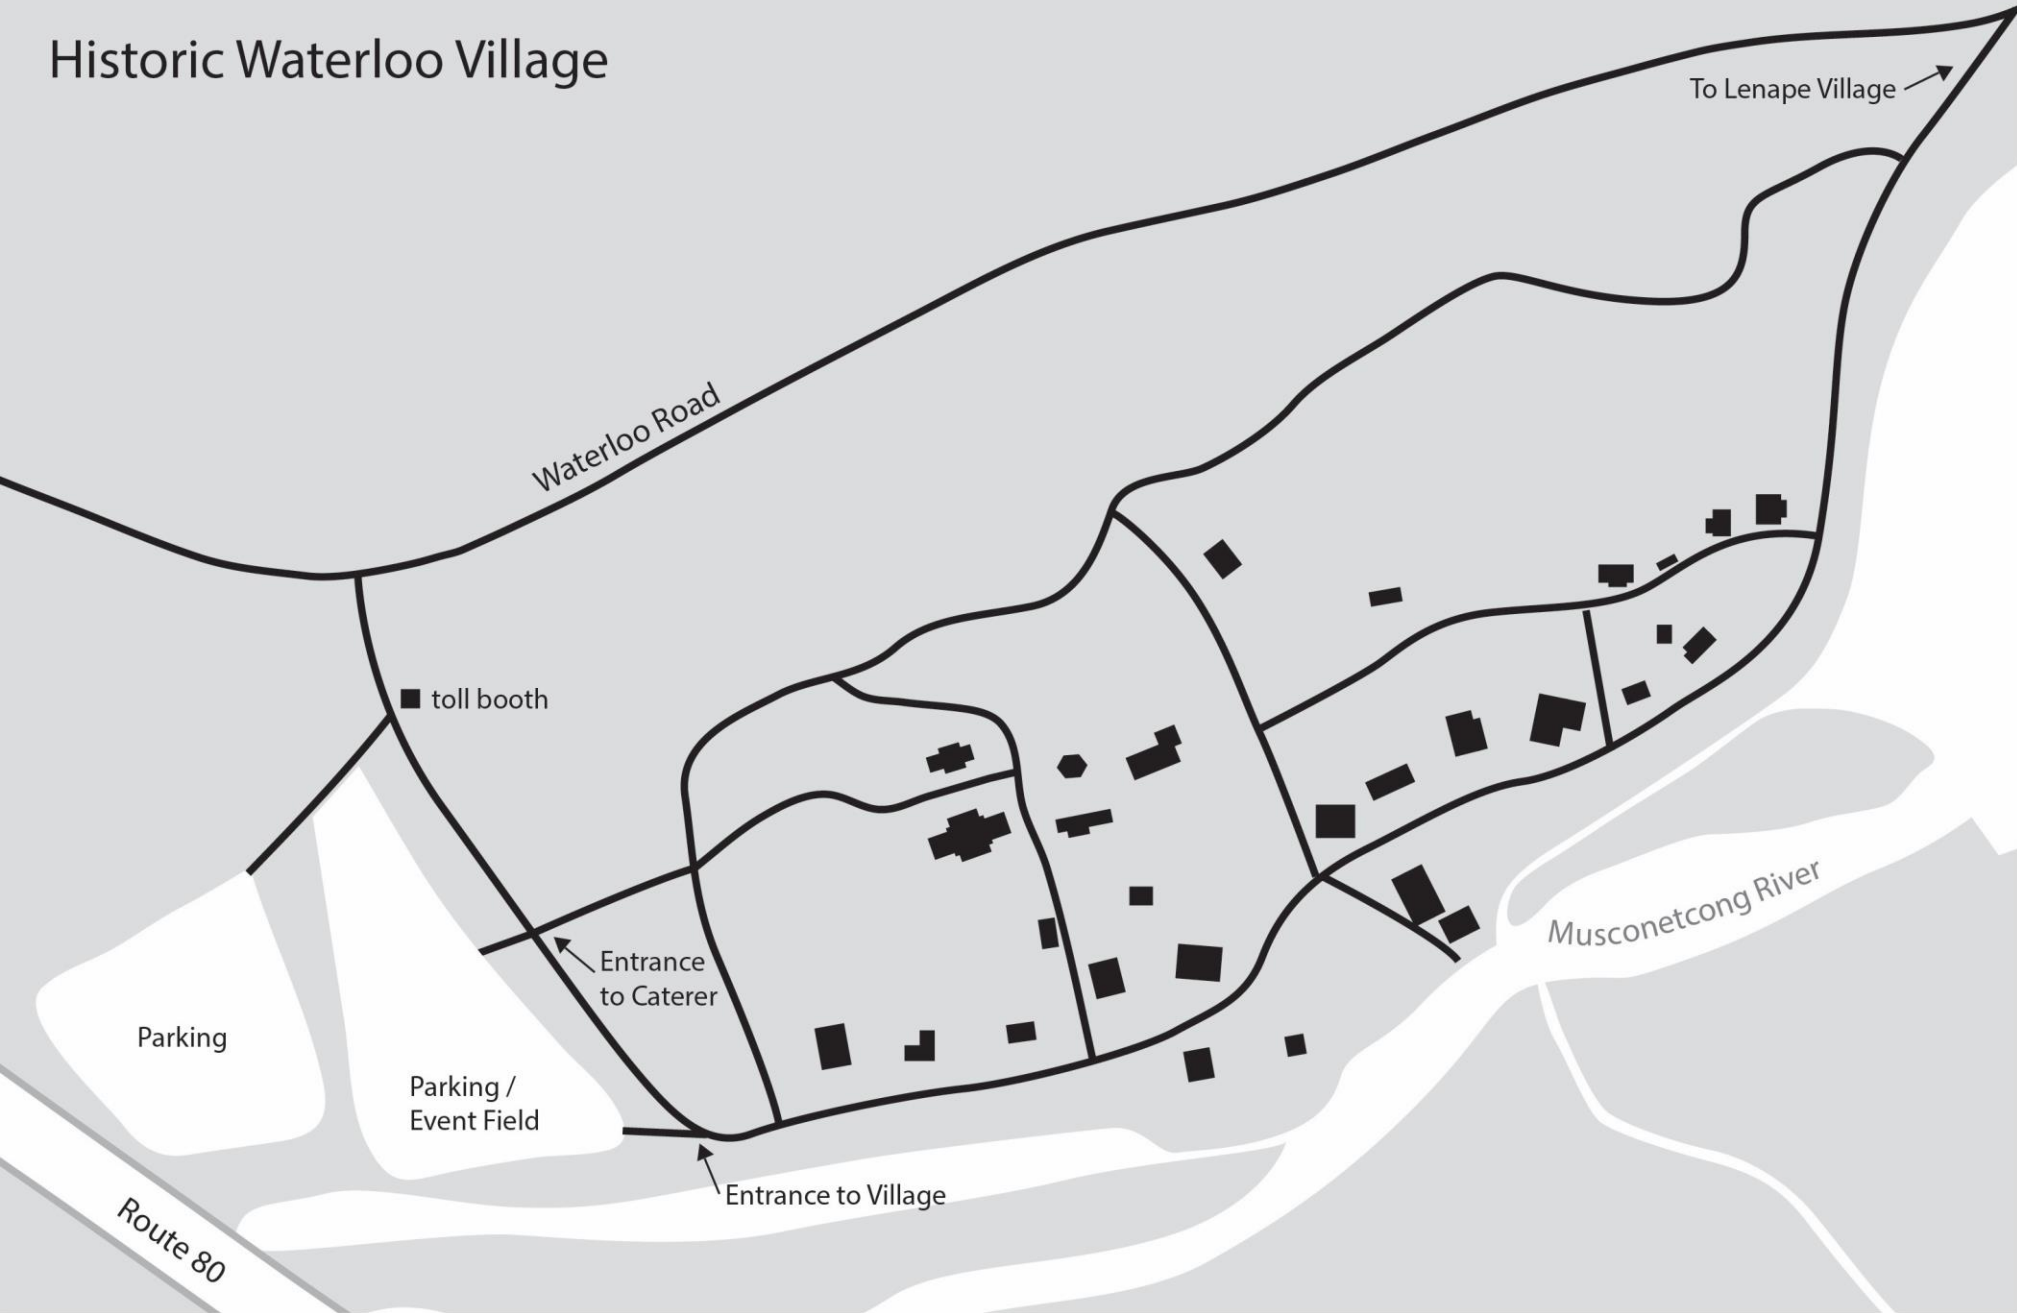 Historic Waterloo Village
To Lenape Village
Waterloo Road
toll booth
Musconetcong River
Entrance
to Caterer
Parking
Parking /
Event Field
Entrance to Village
Route 80